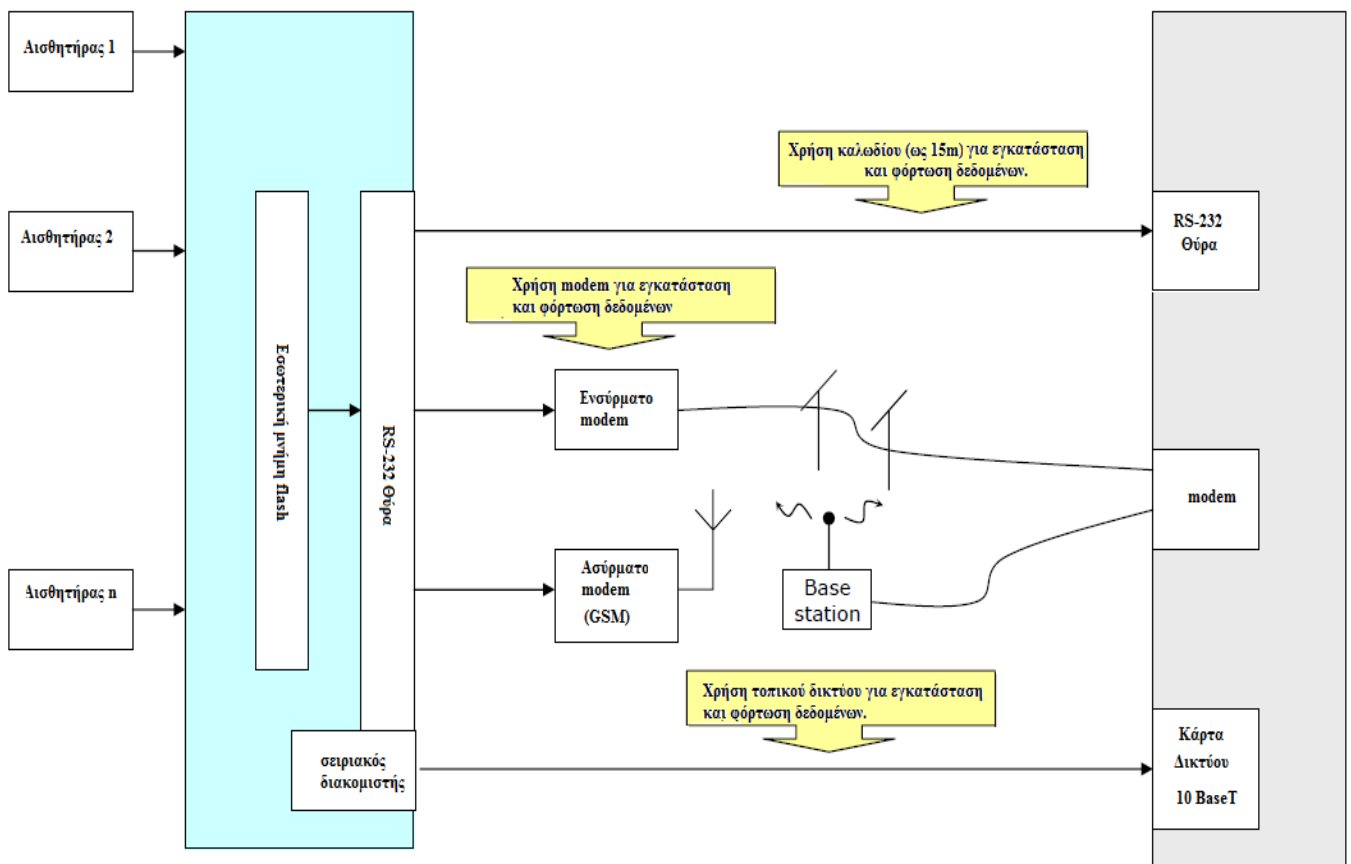 Αισθητήρας 1
Χρήση καλωδίου (ως 15m) για εγκατάσταση
και φόρτωση δεδομένων.
Αισθητήρας 2
RS-232
Θύρα
Χρήση modem για εγκατάσταση
και φόρτωση δεδομένων
Εσωτερική μνήμη flash
RS-232 Θύρα
Ενσύρματο
modem
modem
Αισθητήρας n
Ασύρματο
modem
(GSM)
Base
station
Χρήση τοπικού δικτύου για εγκατάσταση
και φόρτωση δεδομένων.
σειριακός
διακομιστής
Κάρτα
Δικτύου
10 BaseT